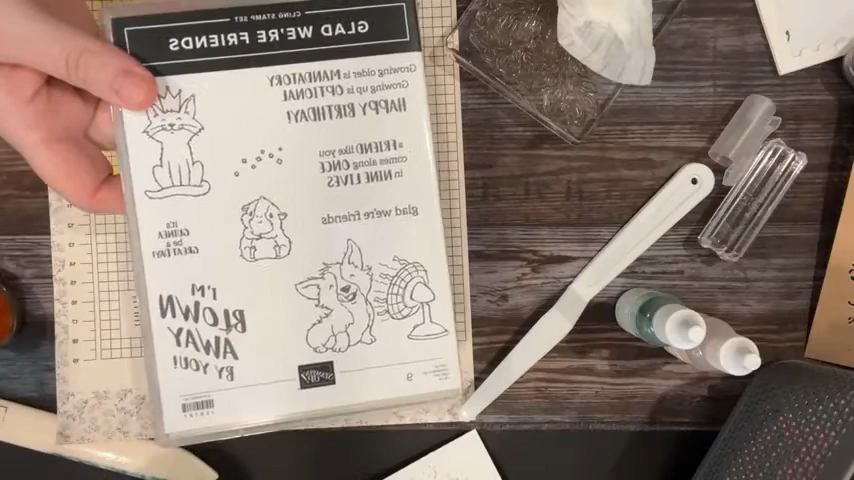 CLING STAMP SET
GLAD WE'RE FRIENDS
Growing older is MANDATORY
Growing up is OPTIONAL
HAPPY BIRTHDAY!
a FRIEND like you
comes along ONCE
in NINE LIVES
glad we're friends
it's
GUINEA
be a
GREAT DAY!
I'M
BLOWN
AWAY
BY YOU!
9